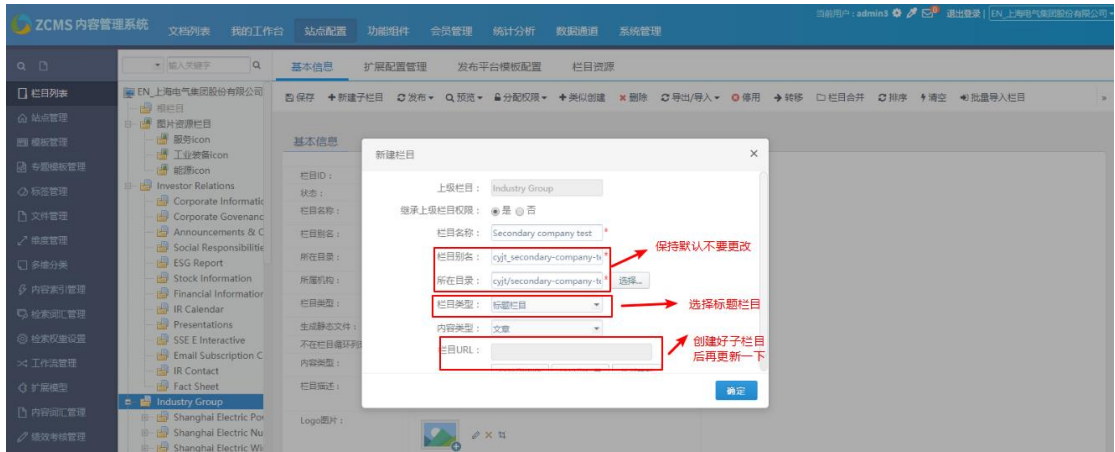 当前用户：admin3 退出登录 | EN_上海电气集团股份有限公司
ZCMS 内容管理系统 文档列表 我的工作台 站点配置 功能组件 会员管理 统计分析 数据通道 系统管理
输入关键字 基本信息 扩展配置管理 发布平台模板配置 栏目资源
栏目列表
站点管理
模板管理
专题模板管理
标签管理
文件管理
维度管理
多维分类
内容索引管理
检索词汇管理
检索权重设置
工作流管理
扩展模型
内容词汇管理
绩效考核管理
EN_上海电气集团股份有限公司
根栏目
图片资源栏目
服务icon
工业装备icon
能源icon
Investor Relations
Corporate Informatic
Corporate Govenanc
Announcements & C
Social Responsibilitie
ESG Report
Stock Information
Financial Informatior
IR Calendar
Presentations
SSE E Interactive
Email Subscription C
IR Contact
Fact Sheet
Industry Group
Shanghai Electric Po
Shanghai Electric Nu
Shanghai Electric Wi
保存 新建子栏目 发布 预览 分配权限 类似创建 删除 导出/导入 停用 转移 栏目合并 排序 清空 批量导入栏目
基本信息
栏目ID：
状态：
栏目名称：
栏目别名：
所在目录：
所属机构：
栏目类型：
生成静态文件：
不在栏目循环列
内容类型：
栏目描述：
Logo图片：
新建栏目
上级栏目： Industry Group
继承上级栏目权限： 是 否
栏目名称： Secondary company test *
栏目别名： cyjt_secondary-company-te *
所在目录： cyjt/secondary-company-te * 选择...
栏目类型： 标题栏目
内容类型： 文章
栏目URL：
确定
保持默认不要更改
选择标题栏目
创建好子栏目
后再更新一下